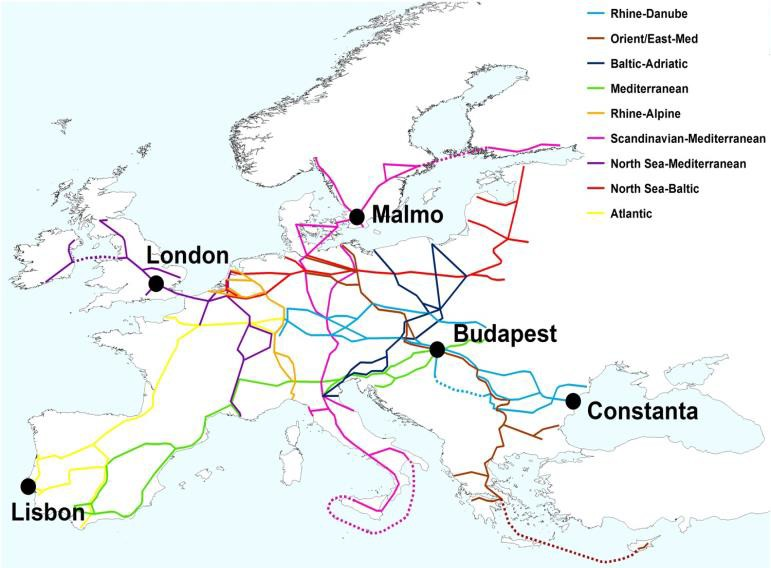 Rhine-Danube
Orient/East-Med
Baltic-Adriatic
Mediterranean
Rhine-Alpine
Scandinavian-Mediterranean
North Sea-Mediterranean
North Sea-Baltic
Atlantic
Malmo
London
Budapest
Constanta
Lisbon